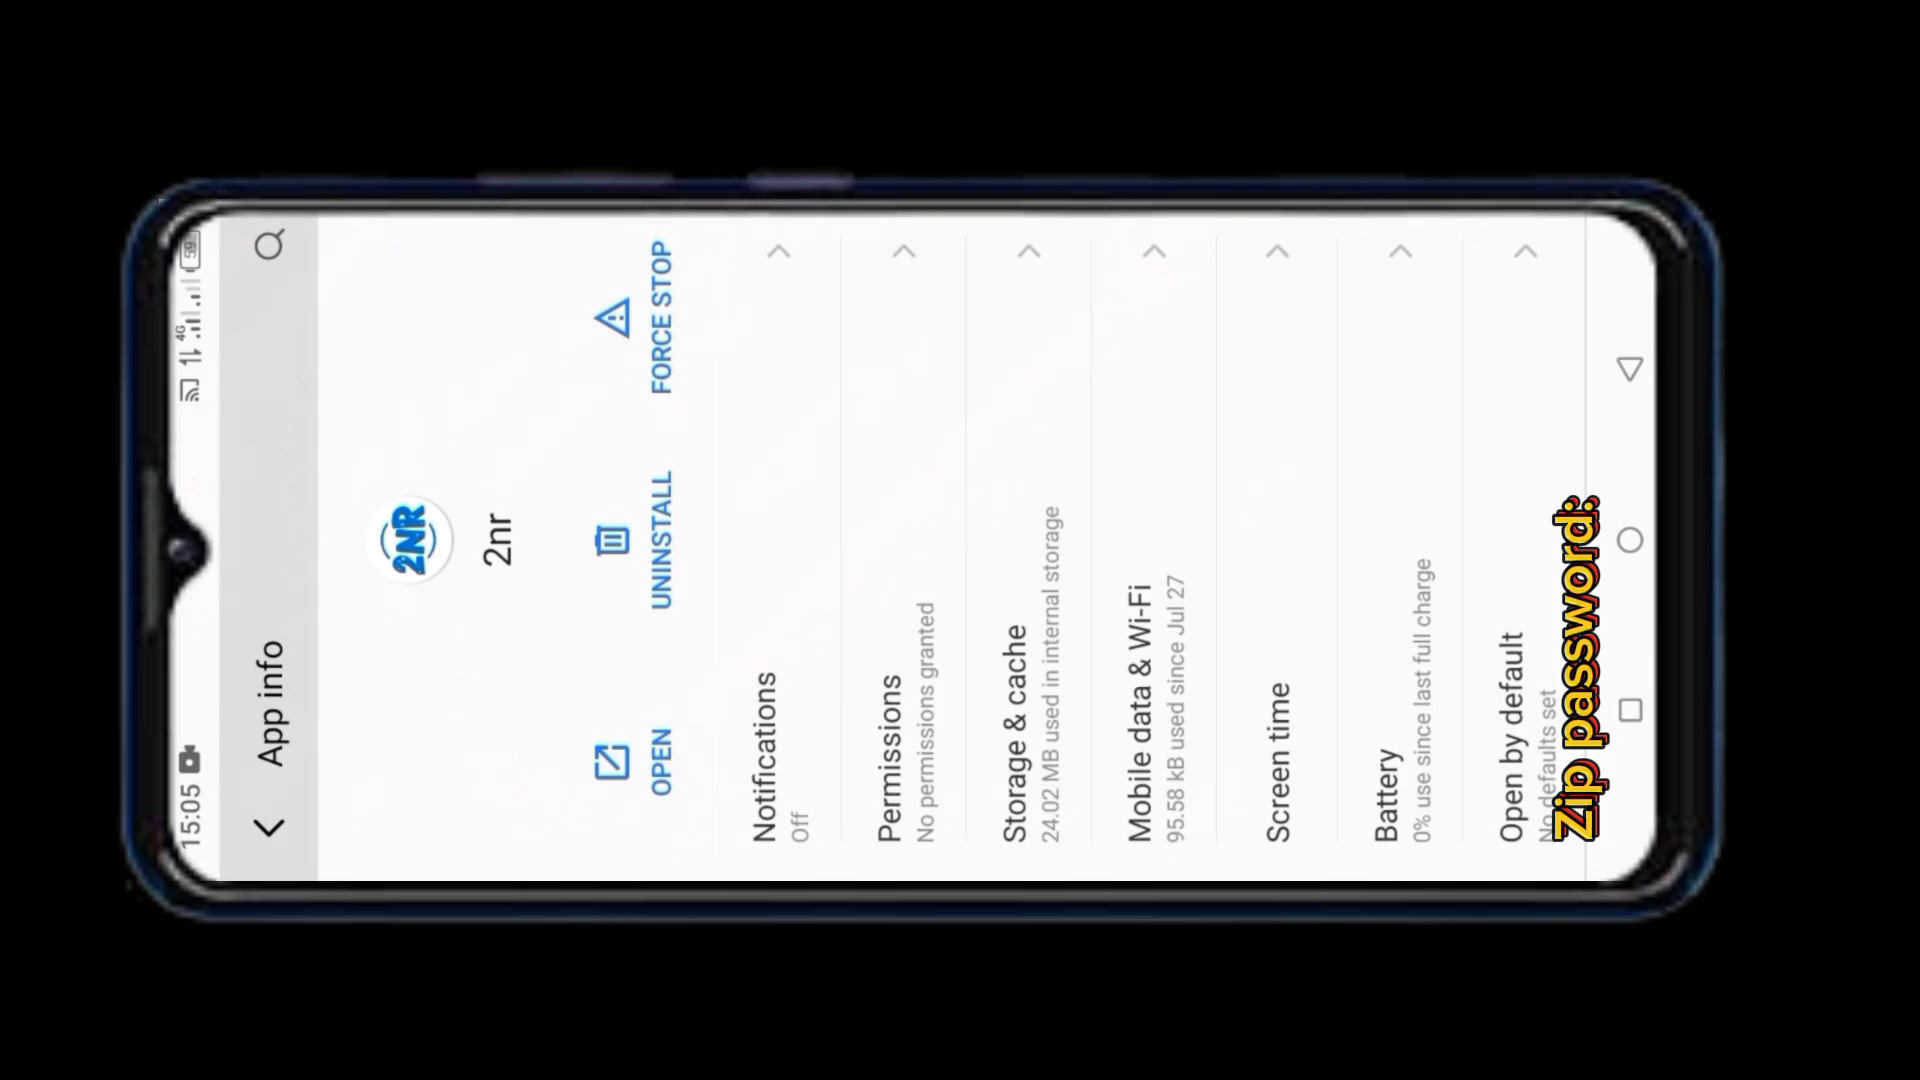 15:05
4G
59
App info
2NR
2nr
OPEN
UNINSTALL
FORCE STOP
Notifications
Off
Permissions
No permissions granted
Storage & cache
24.02 MB used in internal storage
Mobile data & Wi-Fi
95.58 kB used since Jul 27
Screen time
Battery
0% use since last full charge
Open by default
No defaults set
Zip password: